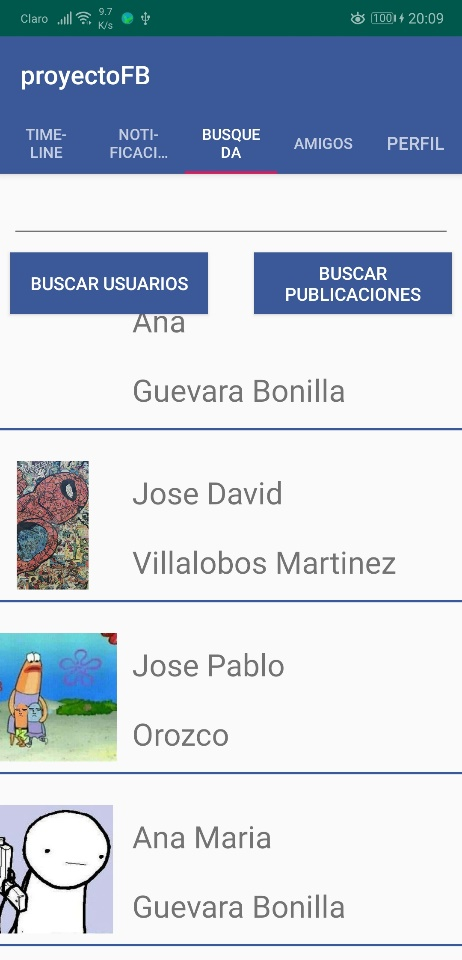 Claro 9.7 K/s 100 20:09
proyectoFB
TIME-
LINE
NOTI-
FICACI...
BUSQUE
DA
AMIGOS
PERFIL
BUSCAR USUARIOS
BUSCAR
PUBLICACIONES
Ana
Guevara Bonilla
Jose David
Villalobos Martinez
Jose Pablo
Orozco
Ana Maria
Guevara Bonilla